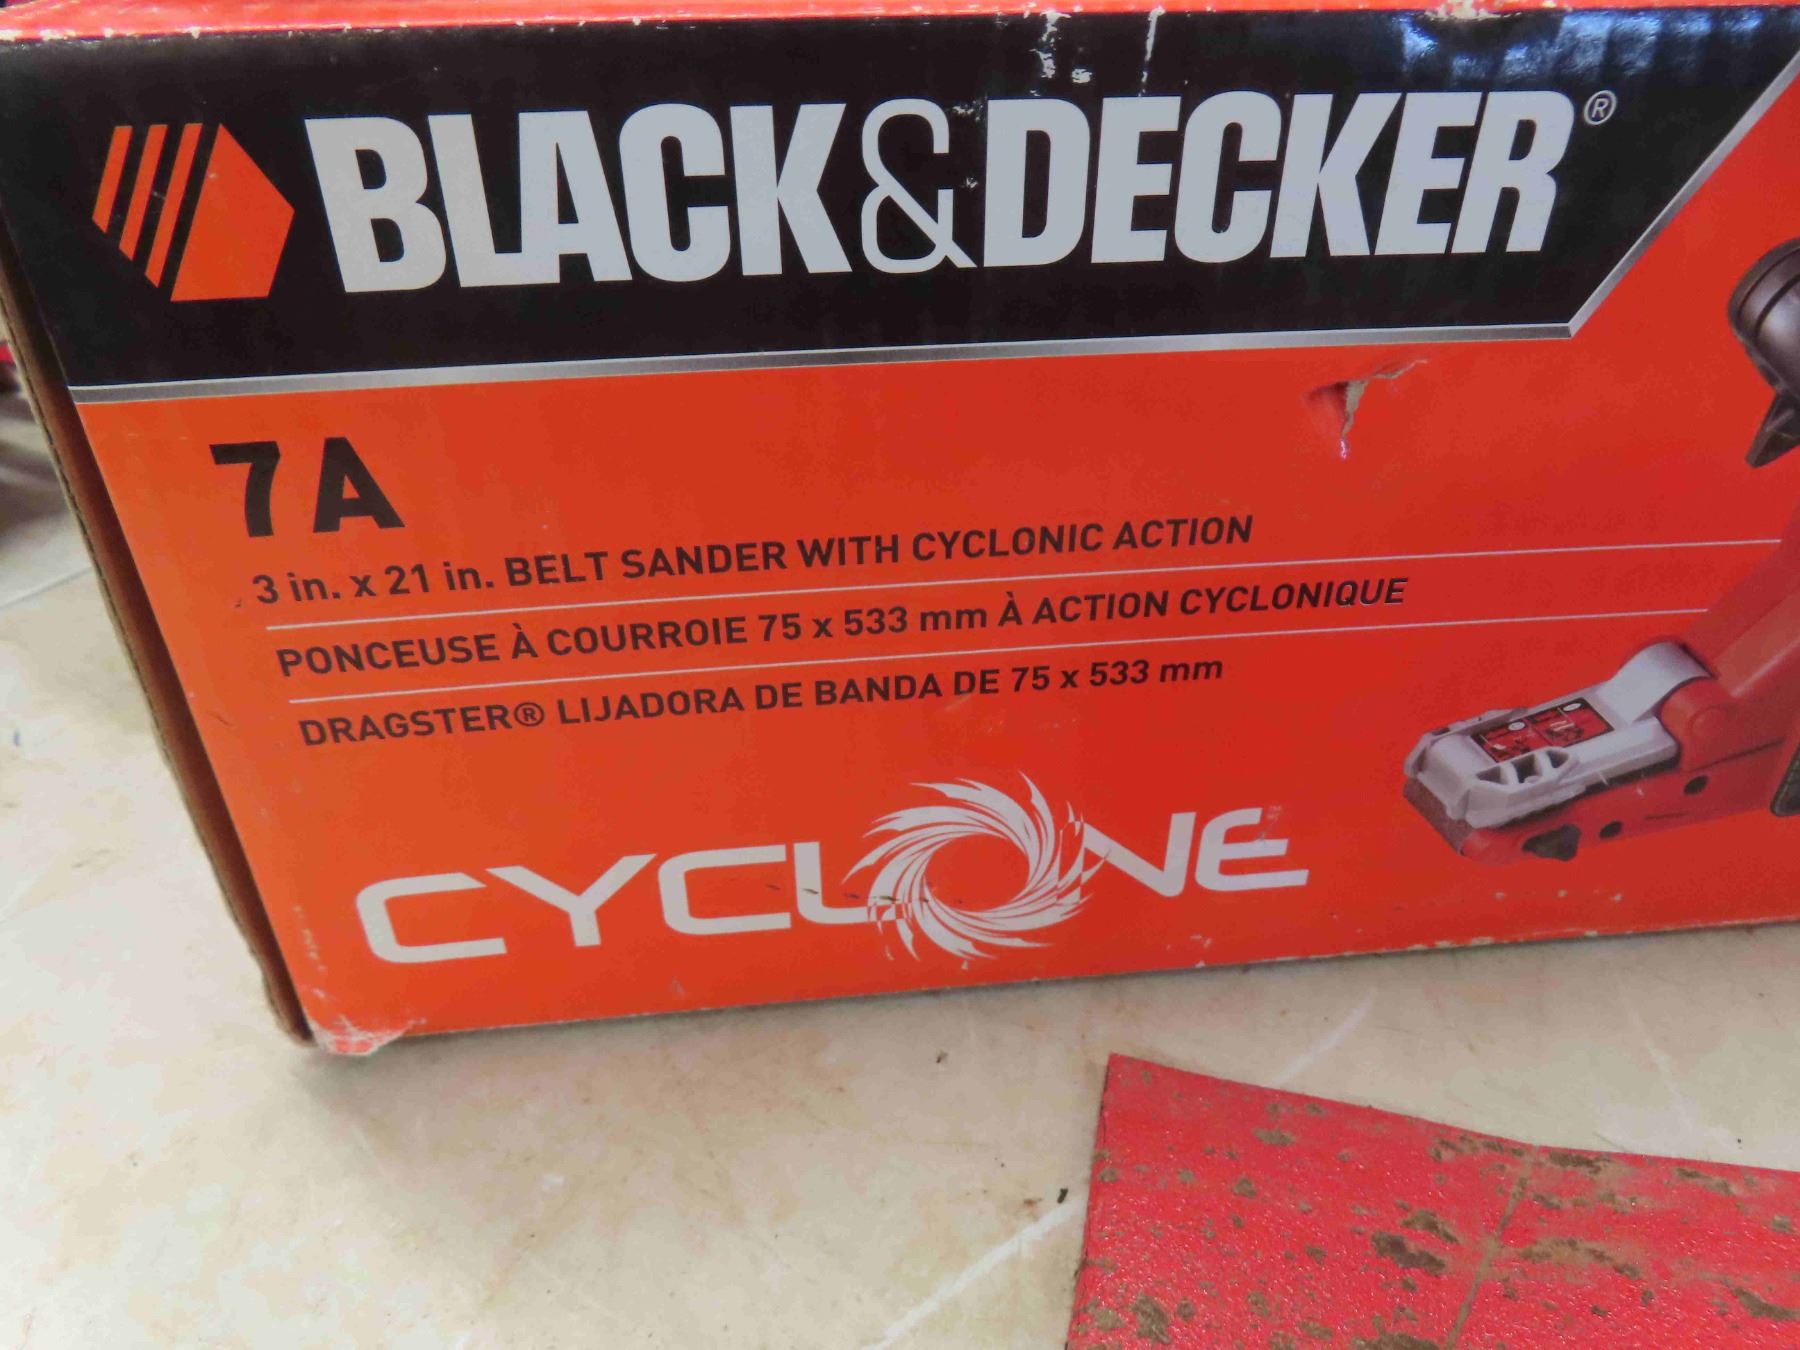 BLACK&DECKER®
7A
3 in. x 21 in. BELT SANDER WITH CYCLONIC ACTION
PONCEUSE À COURROIE 75 x 533 mm À ACTION CYCLONIQUE
DRAGSTER® LIJADORA DE BANDA DE 75 x 533 mm
CYCLONE